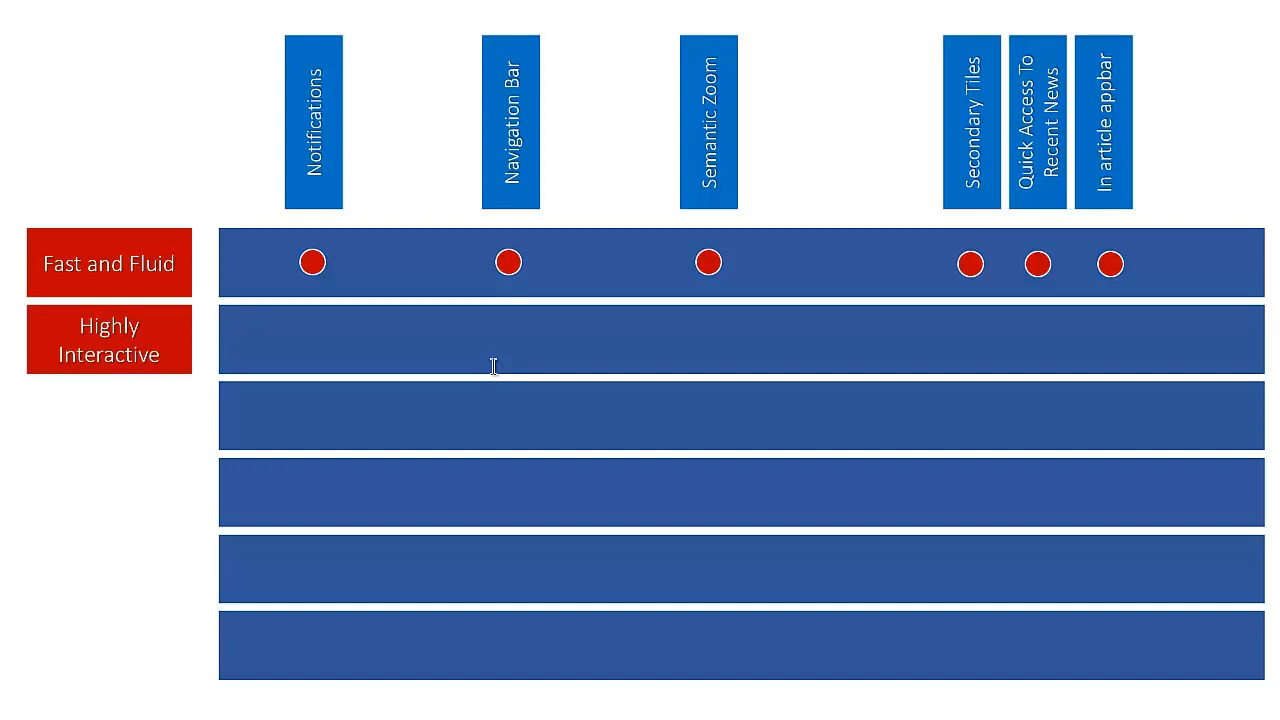 Notifications
Navigation Bar
Semantic Zoom
Secondary Tiles
Quick Access To
Recent News
In article appbar
Fast and Fluid
Highly
Interactive